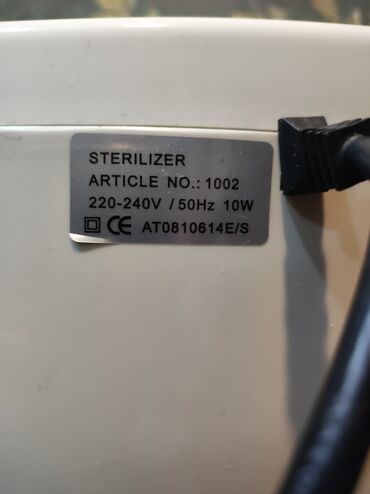 STERILIZER
ARTICLE NO.: 1002
220-240V / 50Hz 10W
CE AT0810614E/S